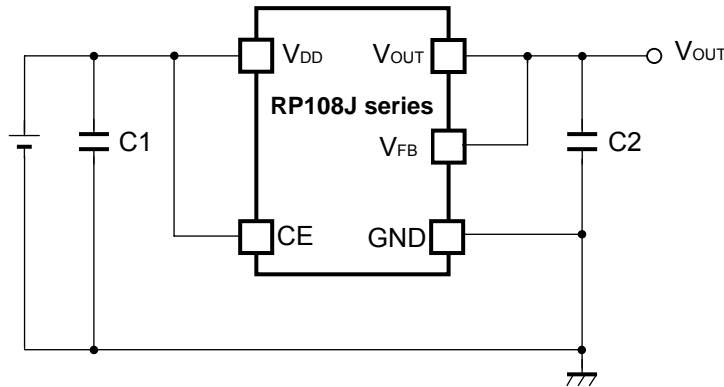 VDD
VOUT
VOUT
RP108J series
C1
VFB
C2
CE
GND